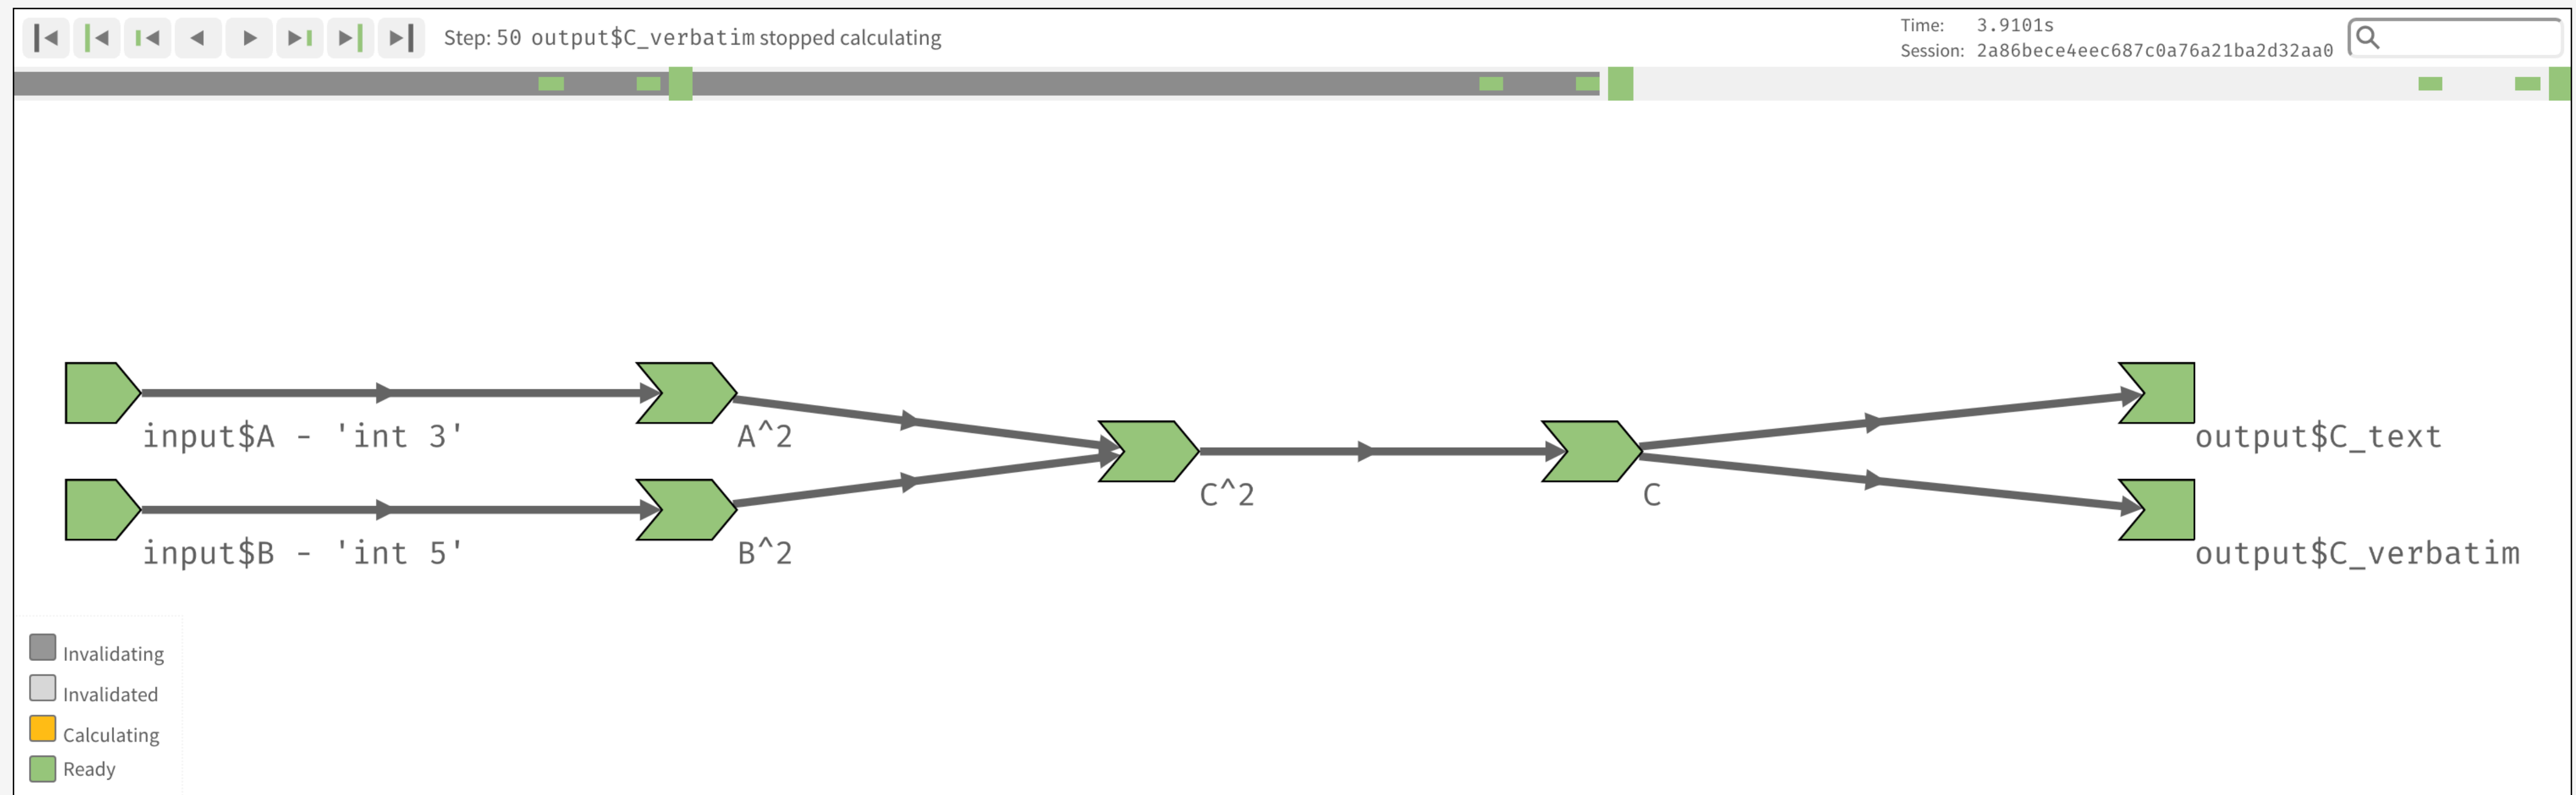 Step: 50 output$C_verbatim stopped calculating
Time: 3.9101s
Session: 2a86bece4eec687c0a76a21ba2d32aa0
input$A - 'int 3'
A^2
output$C_text
C^2
C
input$B - 'int 5'
B^2
output$C_verbatim
Invalidating
Invalidated
Calculating
Ready